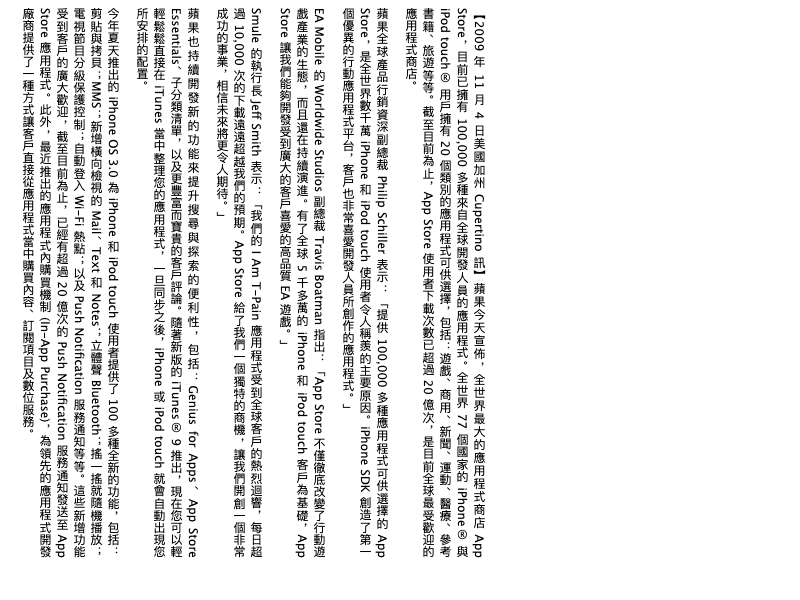 【2009 年 11 月 4 日美國加州 Cupertino 訊】蘋果今天宣佈，全世界最大的應用程式商店 App
Store，目前已擁有 100,000 多種來自全球開發人員的應用程式。全世界 77 個國家的 iPhone ® 與
iPod touch ® 用戶擁有 20 個類別的應用程式可供選擇，包括：遊戲、商用、新聞、運動、醫療、參考
書籍、旅遊等等。截至目前為止，App Store 使用者下載次數已超過 20 億次，是目前全球最受歡迎的
應用程式商店。
蘋果全球產品行銷資深副總裁 Philip Schiller 表示：「提供 100,000 多種應用程式可供選擇的 App
Store，是全世界數千萬 iPhone 和 iPod touch 使用者令人稱羨的主要原因。iPhone SDK 創造了第一
個優異的行動應用程式平台，客戶也非常喜愛開發人員所創作的應用程式。」
EA Mobile 的 Worldwide Studios 副總裁 Travis Boatman 指出：「App Store 不僅徹底改變了行動遊
戲產業的生態，而且還在持續演進。有了全球 5 千多萬的 iPhone 和 iPod touch 客戶為基礎，App
Store 讓我們能夠開發受到廣大的客戶喜愛的高品質 EA 遊戲。」
Smule 的執行長 Jeff Smith 表示：「我們的 I Am T-Pain 應用程式受到全球客戶的熱烈迴響，每日超
過 10,000 次的下載遠遠超越我們的預期。App Store 給了我們一個獨特的商機，讓我們開創一個非常
成功的事業，相信未來將更令人期待。」
蘋果也持續開發新的功能來提升搜尋與探索的便利性，包括：Genius for Apps、App Store
Essentials、子分類清單，以及更豐富而寶貴的客戶評論。隨著新版的 iTunes ® 9 推出，現在您可以輕
輕鬆鬆直接在 iTunes 當中整理您的應用程式，一旦同步之後，iPhone 或 iPod touch 就會自動出現您
所安排的配置。
今年夏天推出的 iPhone OS 3.0 為 iPhone 和 iPod touch 使用者提供了 100 多種全新的功能，包括：
剪貼與拷貝；MMS；新增橫向檢視的 Mail、Text 和 Notes；立體聲 Bluetooth；搖一搖就隨機播放；
電視節目分級保護控制；自動登入 Wi-Fi 熱點；以及 Push Notification 服務通知等等。這些新增功能
受到客戶的廣大歡迎，截至目前為止，已經有超過 20 億次的 Push Notification 服務通知發送至 App
Store 應用程式。此外，最近推出的應用程式內購買機制 (In-App Purchase)，為領先的應用程式開發
廠商提供了一種方式讓客戶直接從應用程式當中購買內容、訂閱項目及數位服務。